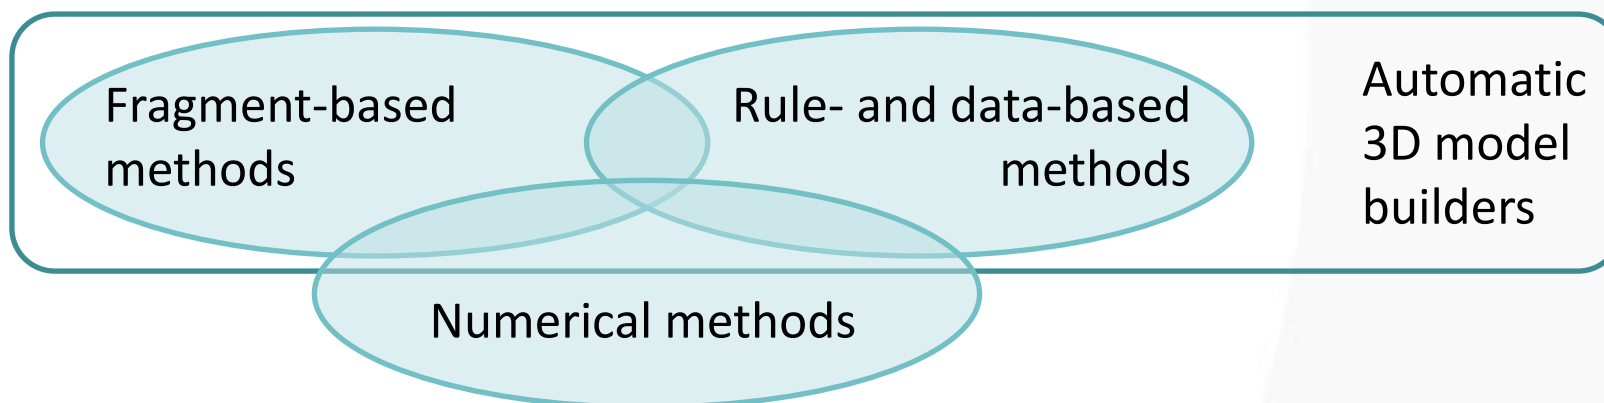 Fragment-based
methods
Rule- and data-based
methods
Automatic
3D model
builders
Numerical methods